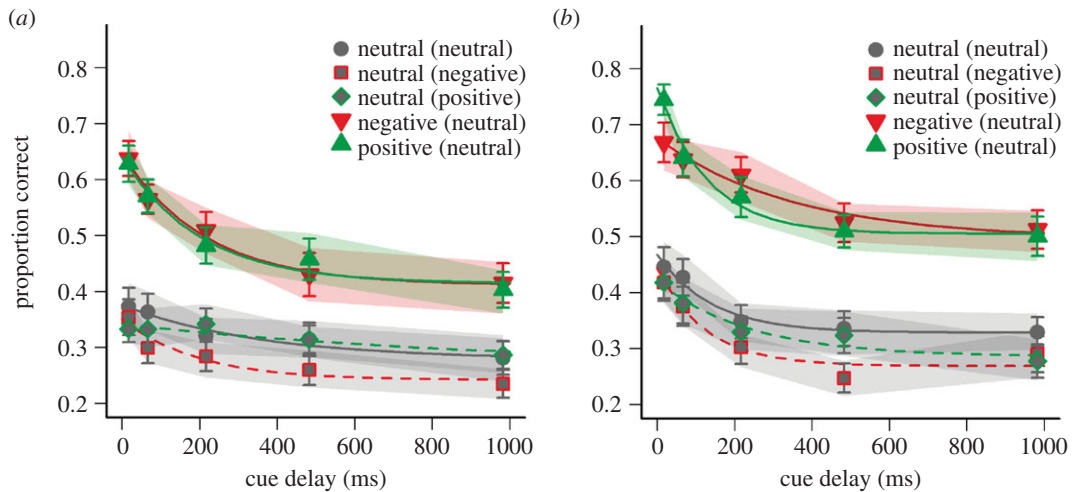 (a)
0.8
0.7
0.6
0.5
0.4
0.3
0.2
proportion correct
neutral (neutral)
neutral (negative)
neutral (positive)
negative (neutral)
positive (neutral)
0 200 400 600 800 1000
cue delay (ms)
(b)
0.8
0.7
0.6
0.5
0.4
0.3
0.2
neutral (neutral)
neutral (negative)
neutral (positive)
negative (neutral)
positive (neutral)
0 200 400 600 800 1000
cue delay (ms)